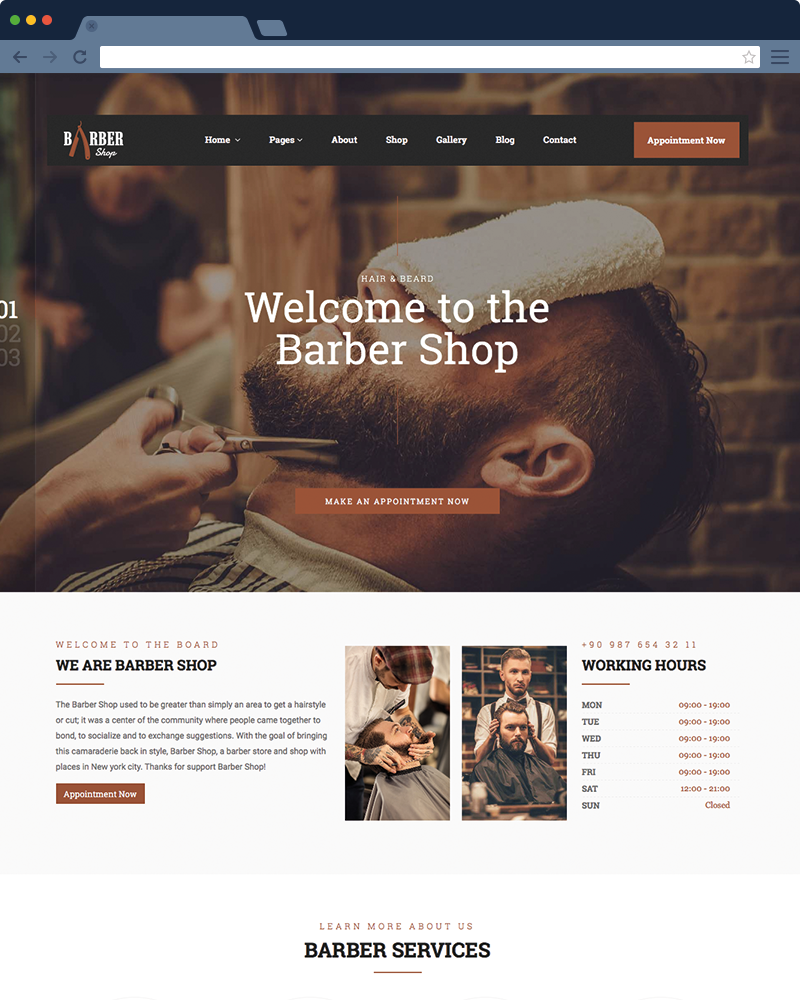 BARBER
Shop
Home
Pages
About
Shop
Gallery
Blog
Contact
Appointment Now
HAIR & BEARD
Welcome to the
Barber Shop
01
02
03
MAKE AN APPOINTMENT NOW
WELCOME TO THE BOARD
WE ARE BARBER SHOP
The Barber Shop used to be greater than simply an area to get a hairstyle
or cut; it was a center of the community where people came together to
bond, to socialize and to exchange suggestions. With the goal of bringing
this camaraderie back in style, Barber Shop, a barber store and shop with
places in New york city. Thanks for support Barber Shop!
Appointment Now
+90 987 654 32 11
WORKING HOURS
MON 09:00 - 19:00
TUE 09:00 - 19:00
WED 09:00 - 19:00
THU 09:00 - 19:00
FRI 09:00 - 19:00
SAT 12:00 - 21:00
SUN Closed
LEARN MORE ABOUT US
BARBER SERVICES